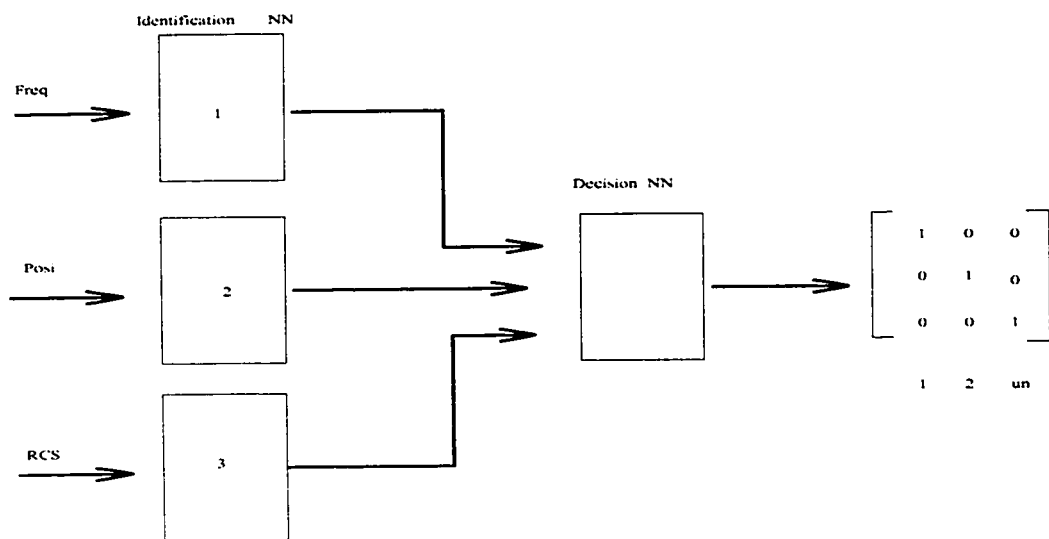 Identification NN
Freq
1
Decision NN
Posi
2
1 0 0
0 1 0
0 0 1
1 2 un
RCS
3